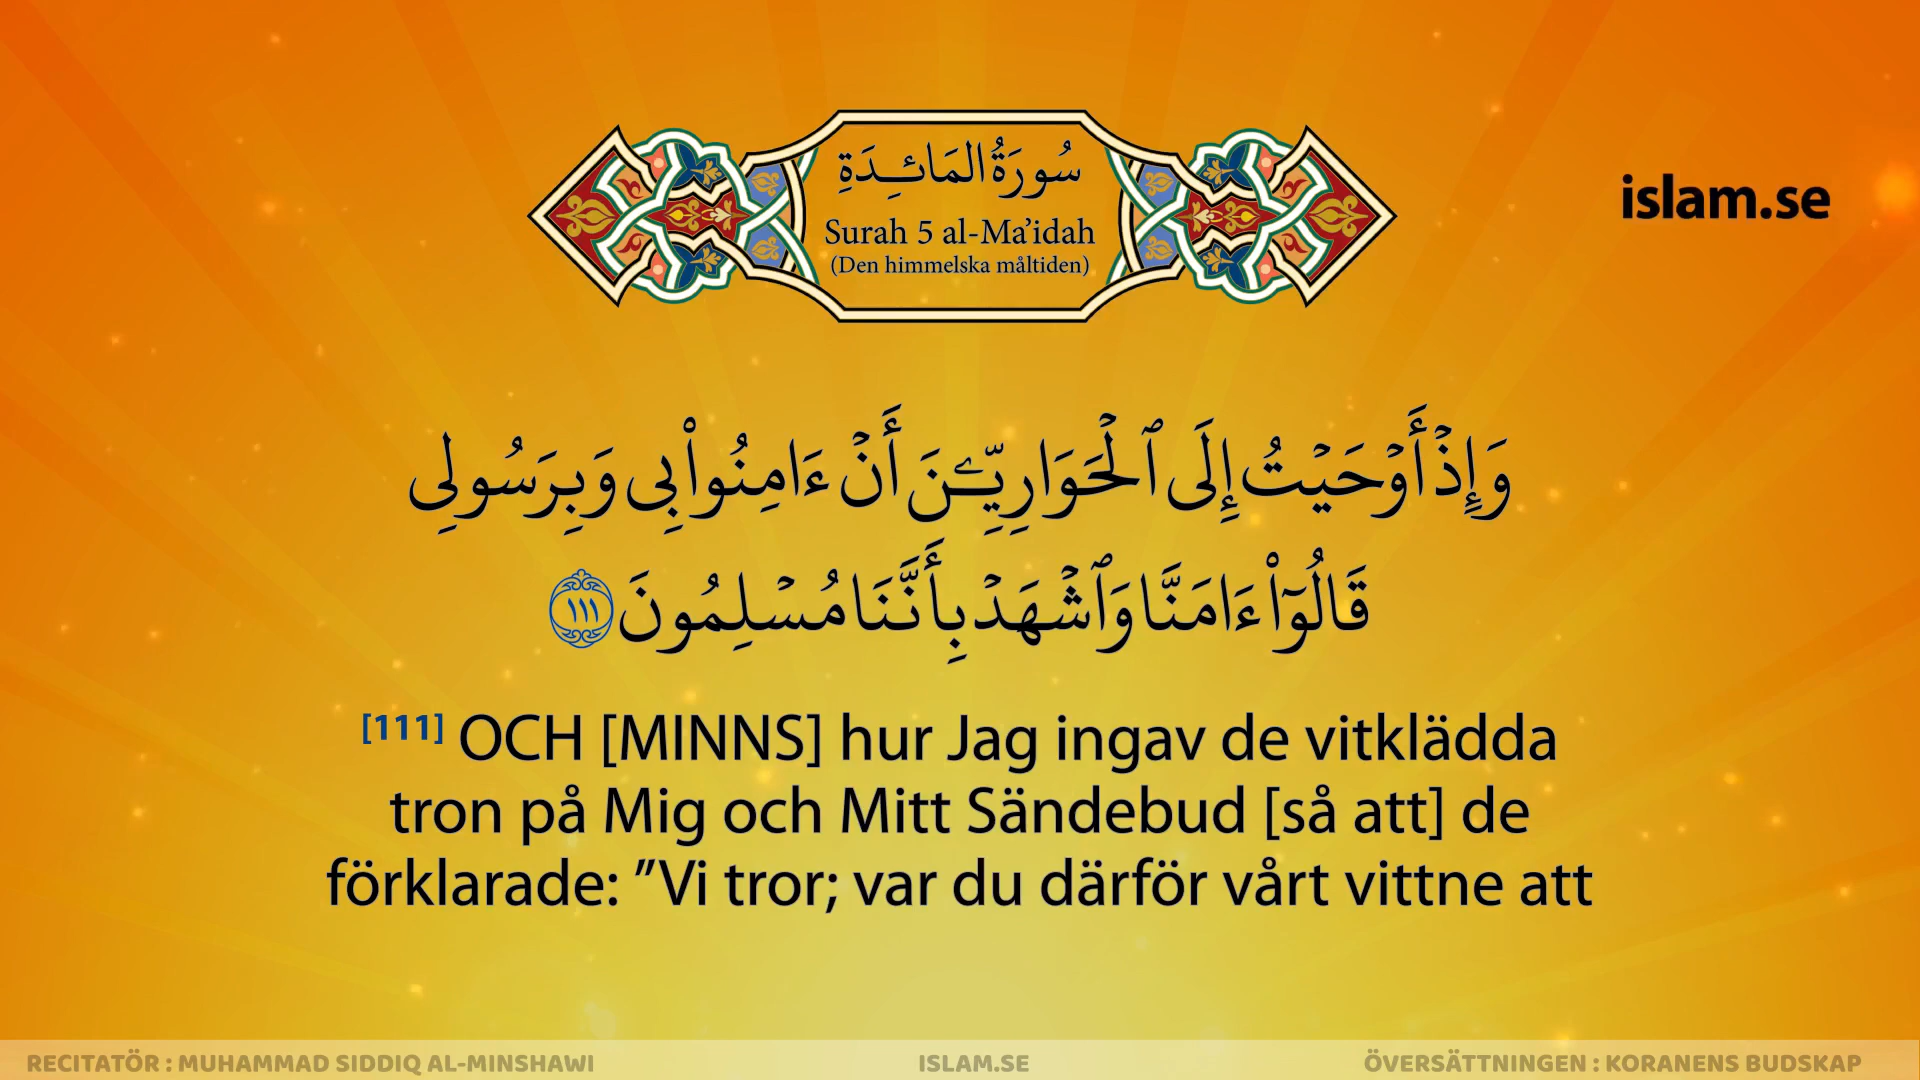 سُورَةُ المَائِدَةِ
Surah 5 al-Ma’idah
(Den himmelska måltiden)
islam.se
وَإِذۡ أَوۡحَيۡتُ إِلَى ٱلۡحَوَارِيِّـۧنَ أَنۡ ءَامِنُواْ بِي وَبِرَسُولِي
قَالُوٓاْ ءَامَنَّا وَٱشۡهَدۡ بِأَنَّنَا مُسۡلِمُونَ ١١١
[111] OCH [MINNS] hur Jag ingav de vitklädda
tron på Mig och Mitt Sändebud [så att] de
förklarade: ”Vi tror; var du därför vårt vittne att
RECITATÖR : MUHAMMAD SIDDIQ AL-MINSHAWI
ISLAM.SE
ÖVERSÄTTNINGEN : KORANENS BUDSKAP